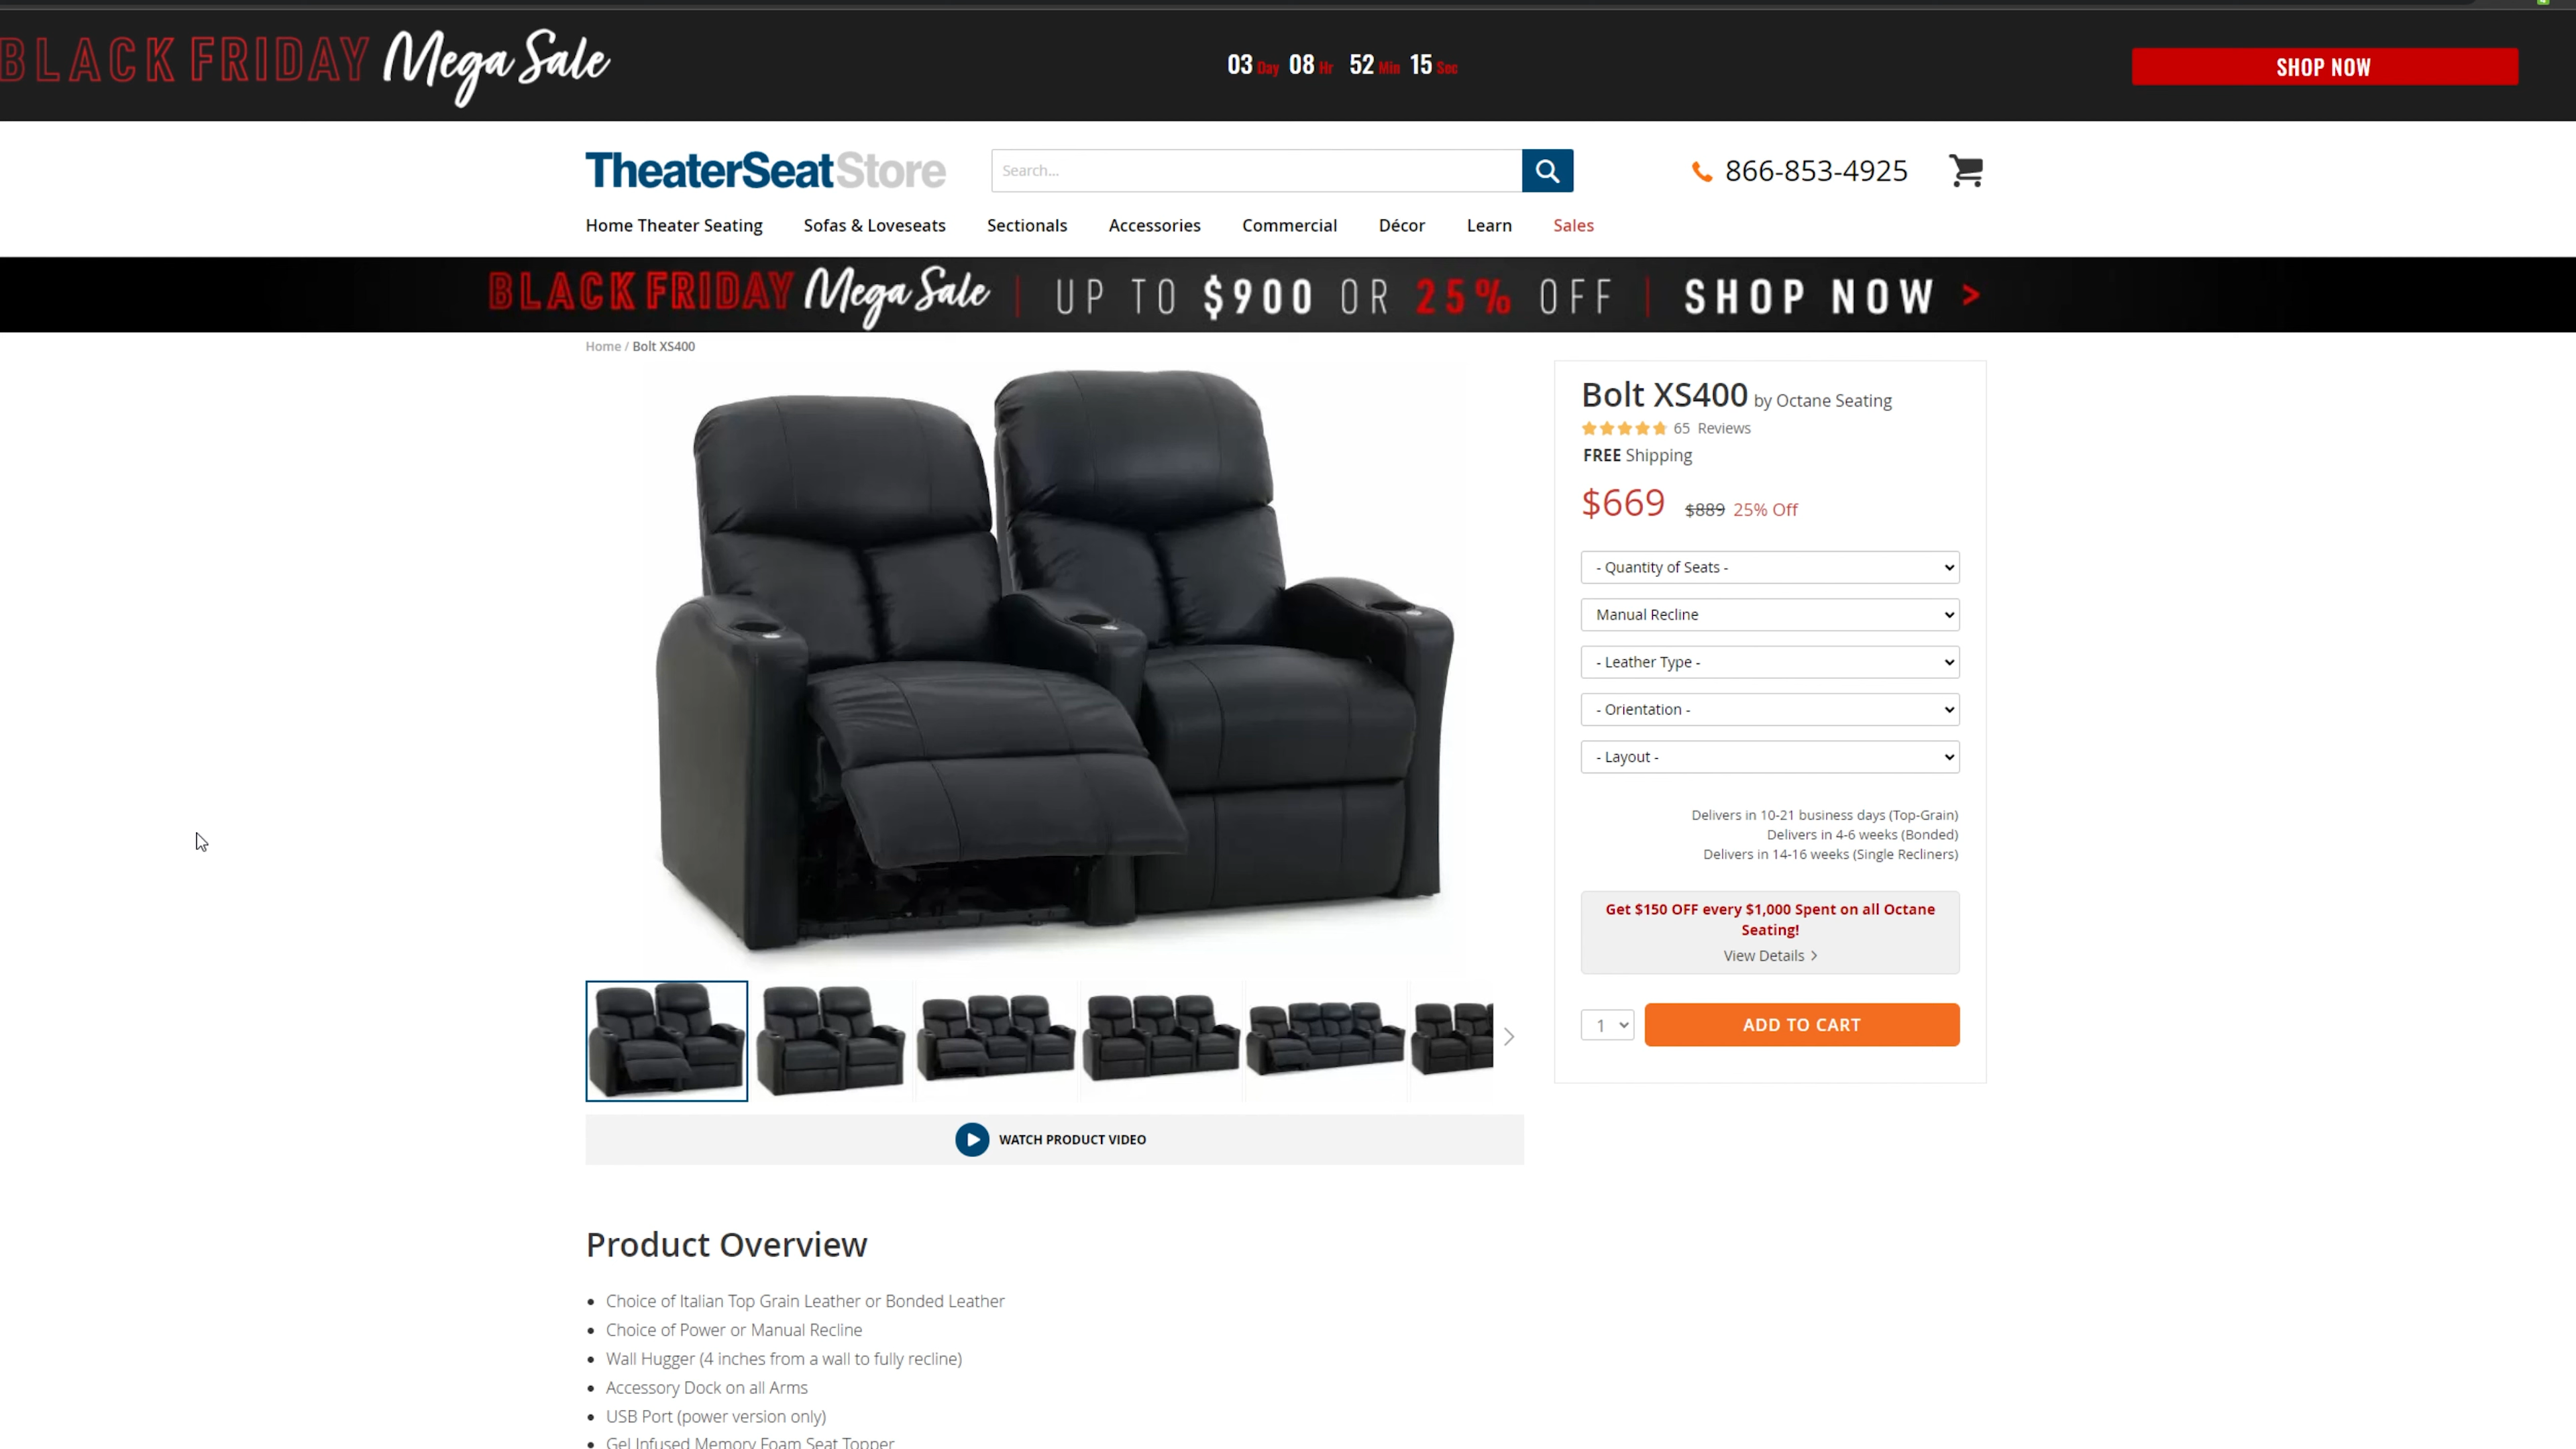 BLACK FRIDAY Mega Sale
03 Day 08 Hr 52 Min 15 Sec
SHOP NOW
TheaterSeatStore
Search...
866-853-4925
Home Theater Seating Sofas & Loveseats Sectionals Accessories Commercial Décor Learn Sales
BLACK FRIDAY Mega Sale | UP TO $900 OR 25% OFF | SHOP NOW >
Home / Bolt XS400
Bolt XS400 by Octane Seating
65 Reviews
FREE Shipping
$669 $889 25% Off
- Quantity of Seats -
Manual Recline
- Leather Type -
- Orientation -
- Layout -
Delivers in 10-21 business days (Top-Grain)
Delivers in 4-6 weeks (Bonded)
Delivers in 14-16 weeks (Single Recliners)
Get $150 OFF every $1,000 Spent on all Octane
Seating!
View Details >
1
ADD TO CART
WATCH PRODUCT VIDEO
Product Overview
• Choice of Italian Top Grain Leather or Bonded Leather
• Choice of Power or Manual Recline
• Wall Hugger (4 inches from a wall to fully recline)
• Accessory Dock on all Arms
• USB Port (power version only)
• Gel Infused Memory Foam Seat Topper